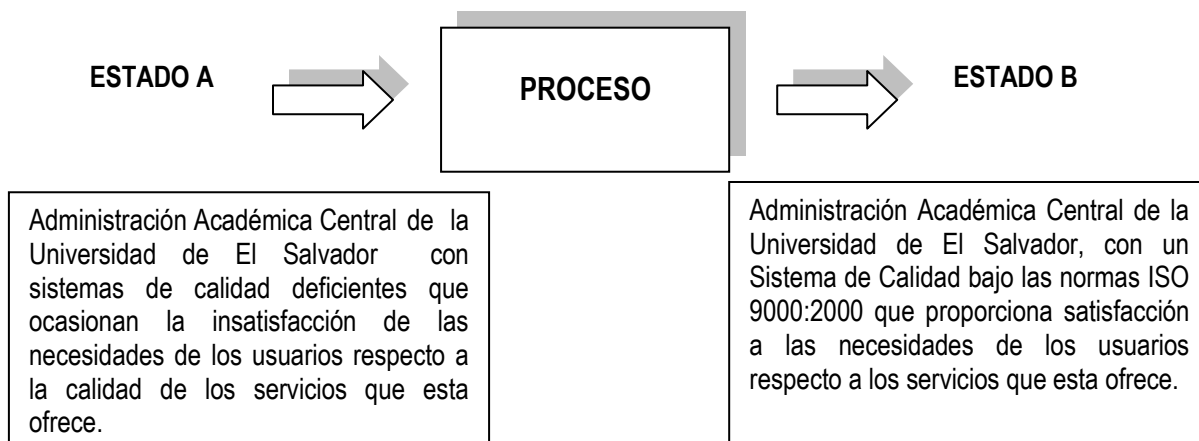 ESTADO A
PROCESO
ESTADO B
Administración Académica Central de la
Universidad de El Salvador con
sistemas de calidad deficientes que
ocasionan la insatisfacción de las
necesidades de los usuarios respecto a
la calidad de los servicios que esta
ofrece.
Administración Académica Central de la
Universidad de El Salvador, con un
Sistema de Calidad bajo las normas ISO
9000:2000 que proporciona satisfacción
a las necesidades de los usuarios
respecto a los servicios que esta ofrece.